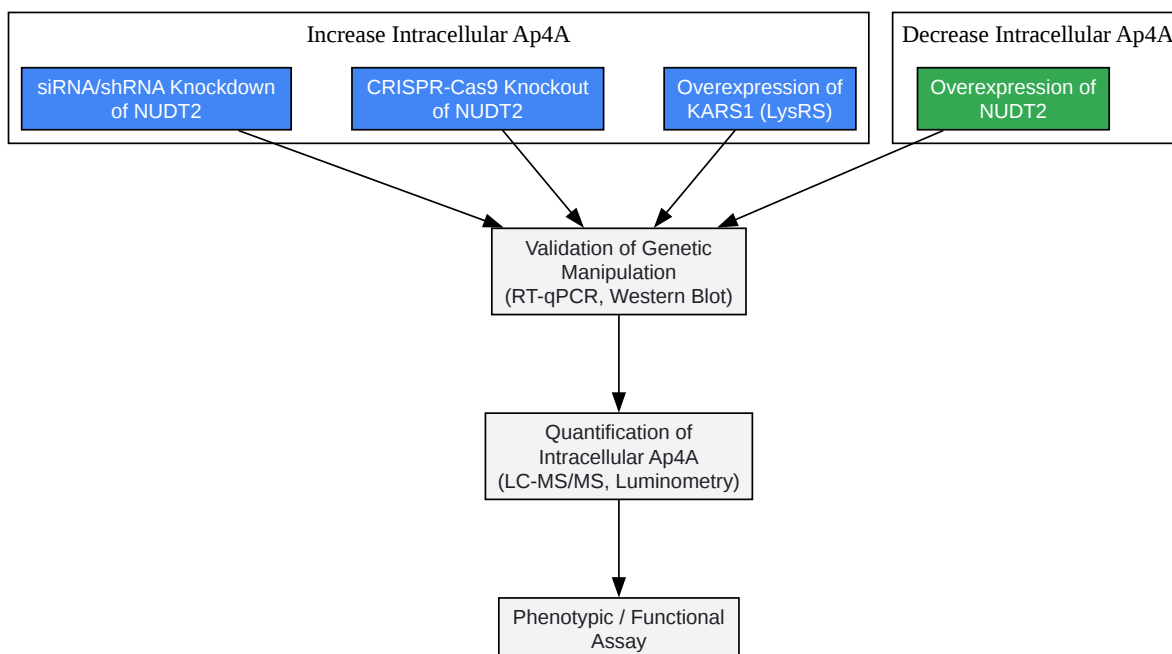 Increase Intracellular Ap4A
Decrease Intracellular Ap4A
siRNA/shRNA Knockdown
of NUDT2
CRISPR-Cas9 Knockout
of NUDT2
Overexpression of
KARS1 (LysRS)
Overexpression of
NUDT2
Validation of Genetic
Manipulation
(RT-qPCR, Western Blot)
Quantification of
Intracellular Ap4A
(LC-MS/MS, Luminometry)
Phenotypic / Functional
Assay